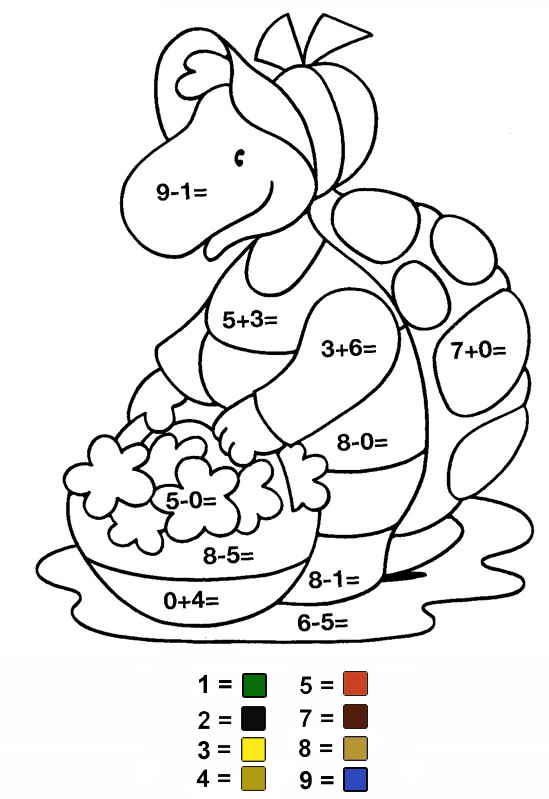 9-1=
5+3=
3+6=
7+0=
8-0=
5-0=
8-5=
8-1=
0+4=
6-5=
1 = 5 =
2 = 7 =
3 = 8 =
4 = 9 =